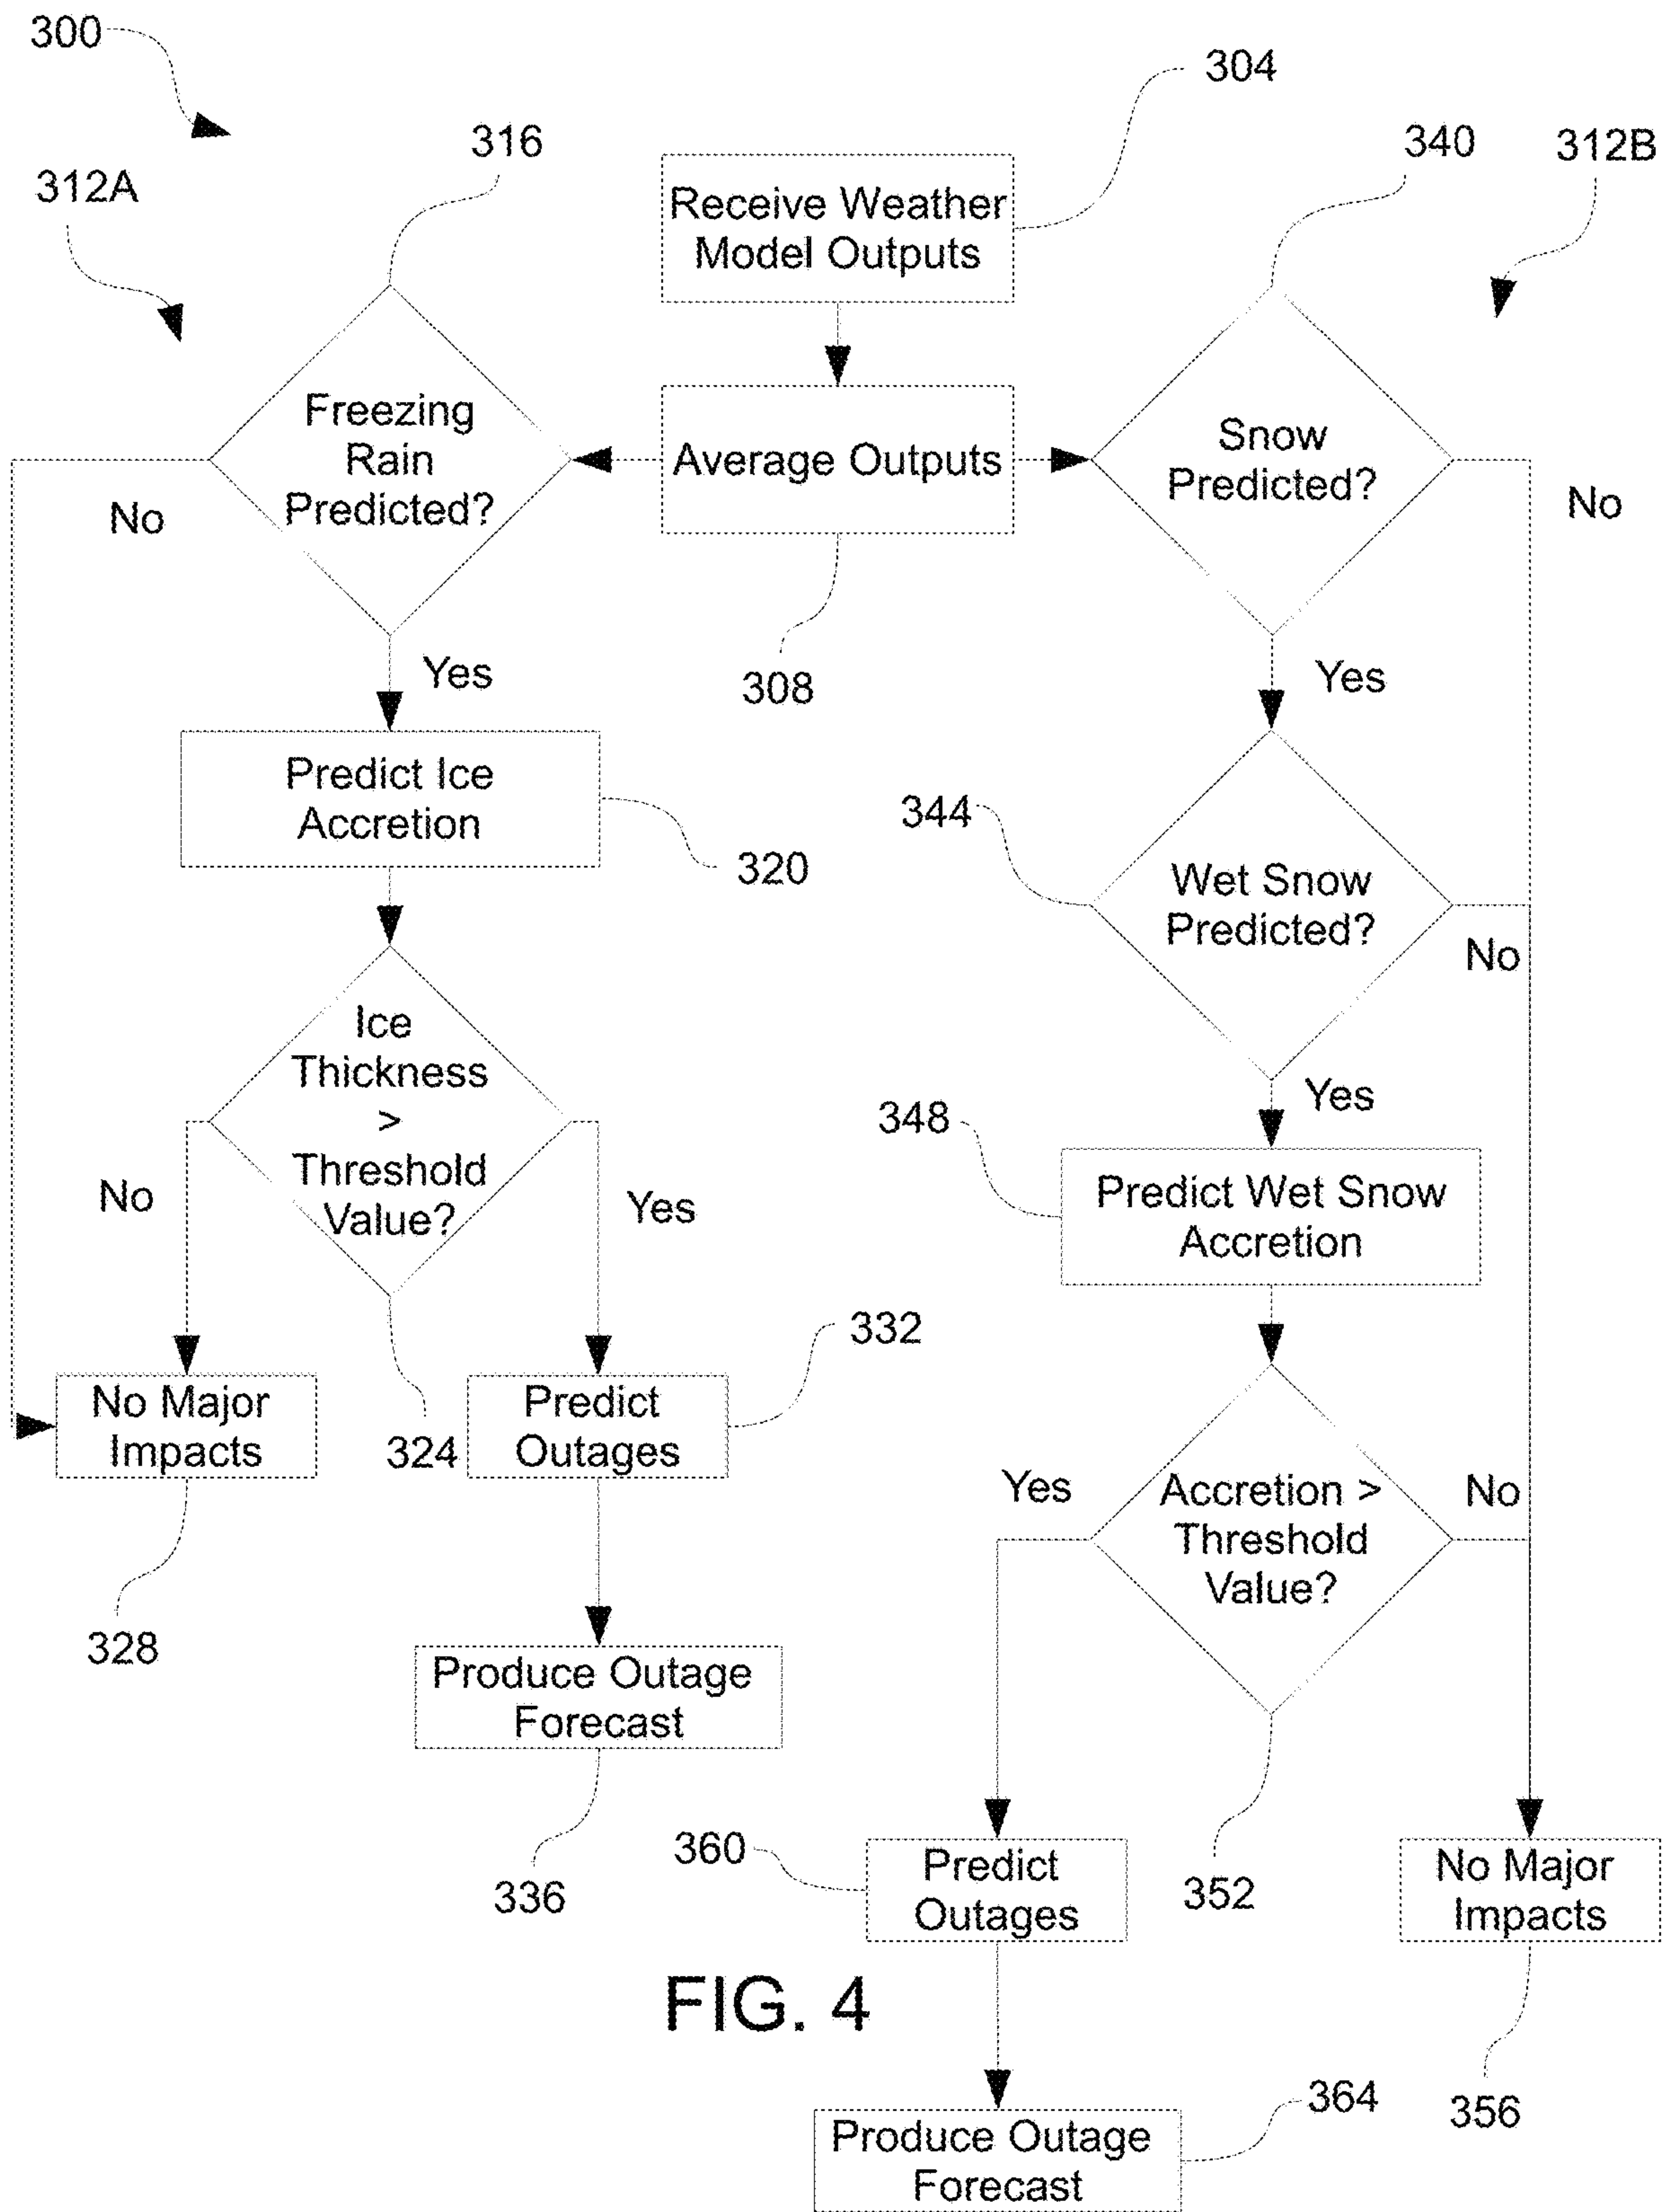 300
304
316
340
312B
312A
Receive Weather
Model Outputs
Freezing
Rain
Predicted?
Average Outputs
Snow
Predicted?
No
No
Yes
308
Yes
Predict Ice
Accretion
320
344
Wet Snow
Predicted?
No
Ice
Thickness
>
Threshold
Value?
No
Yes
Yes
348
Predict Wet Snow
Accretion
332
No Major
Impacts
324
Predict
Outages
Yes
Accretion >
Threshold
Value?
No
328
Produce Outage
Forecast
336
360
Predict
Outages
352
No Major
Impacts
FIG. 4
364
356
Produce Outage
Forecast